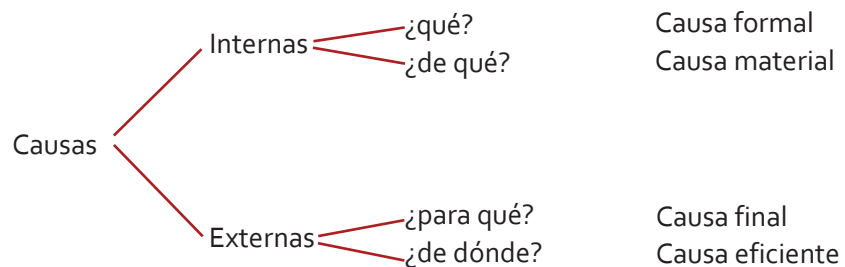 ¿qué? Causa formal
Internas
¿de qué? Causa material
Causas
¿para qué? Causa final
Externas
¿de dónde? Causa eficiente